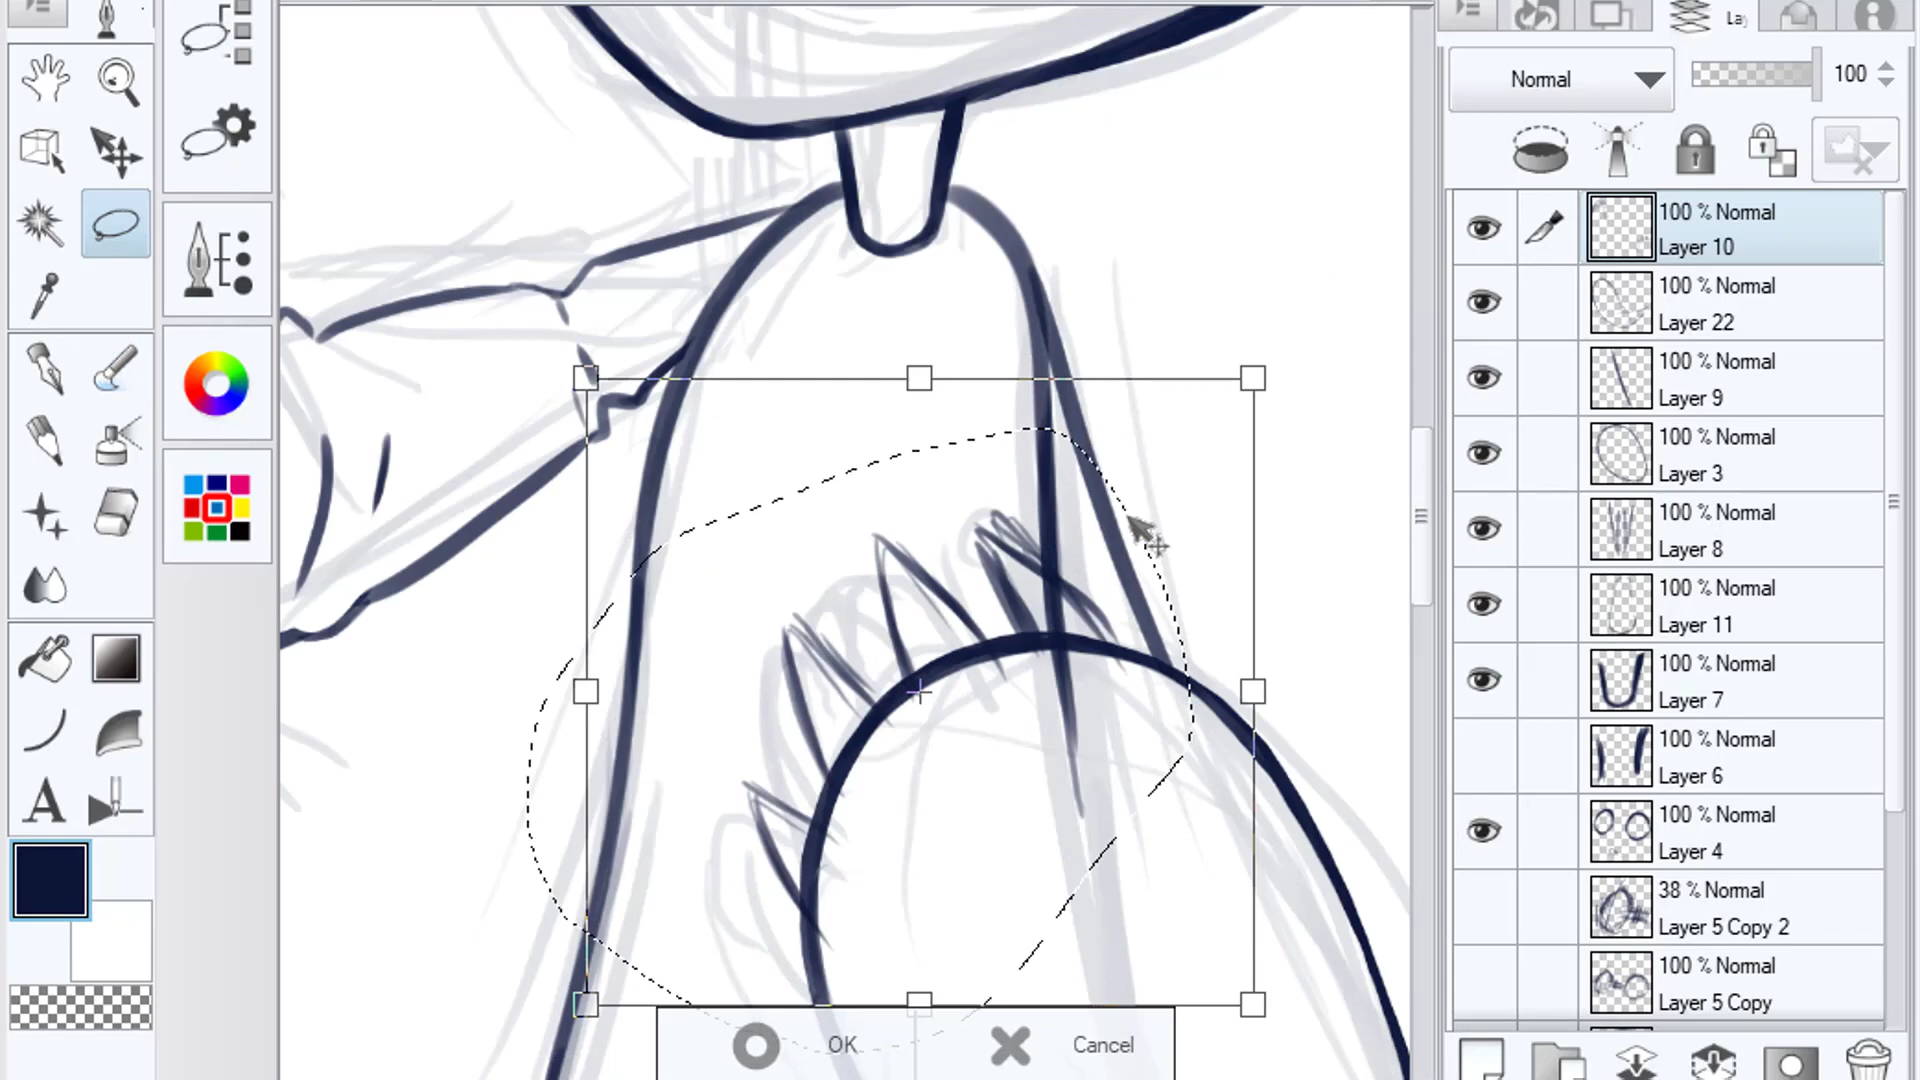 La
Normal
100
100 % Normal
Layer 10
100 % Normal
Layer 22
100 % Normal
Layer 9
100 % Normal
Layer 3
100 % Normal
Layer 8
100 % Normal
Layer 11
100 % Normal
Layer 7
100 % Normal
Layer 6
100 % Normal
Layer 4
38 % Normal
Layer 5 Copy 2
100 % Normal
Layer 5 Copy
A
OK
Cancel